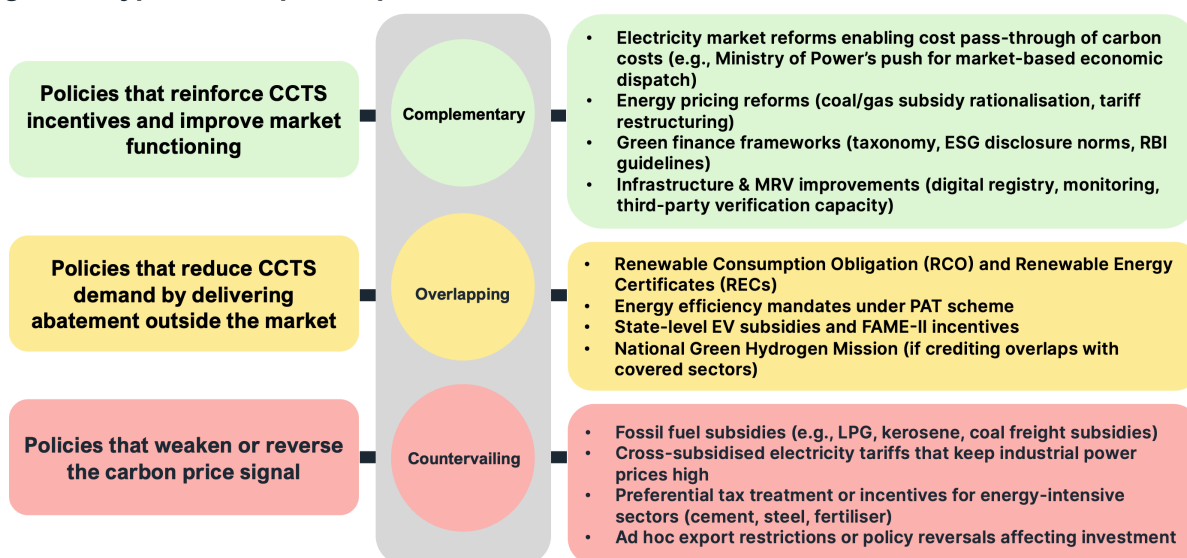 Policies that reinforce CCTS
incentives and improve market
functioning
Complementary
• Electricity market reforms enabling cost pass-through of carbon
costs (e.g., Ministry of Power's push for market-based economic
dispatch)
• Energy pricing reforms (coal/gas subsidy rationalisation, tariff
restructuring)
• Green finance frameworks (taxonomy, ESG disclosure norms, RBI
guidelines)
• Infrastructure & MRV improvements (digital registry, monitoring,
third-party verification capacity)
Policies that reduce CCTS
demand by delivering
abatement outside the market
Overlapping
• Renewable Consumption Obligation (RCO) and Renewable Energy
Certificates (RECs)
• Energy efficiency mandates under PAT scheme
• State-level EV subsidies and FAME-II incentives
• National Green Hydrogen Mission (if crediting overlaps with
covered sectors)
Policies that weaken or reverse
the carbon price signal
Countervailing
• Fossil fuel subsidies (e.g., LPG, kerosene, coal freight subsidies)
• Cross-subsidised electricity tariffs that keep industrial power
prices high
• Preferential tax treatment or incentives for energy-intensive
sectors (cement, steel, fertiliser)
• Ad hoc export restrictions or policy reversals affecting investment